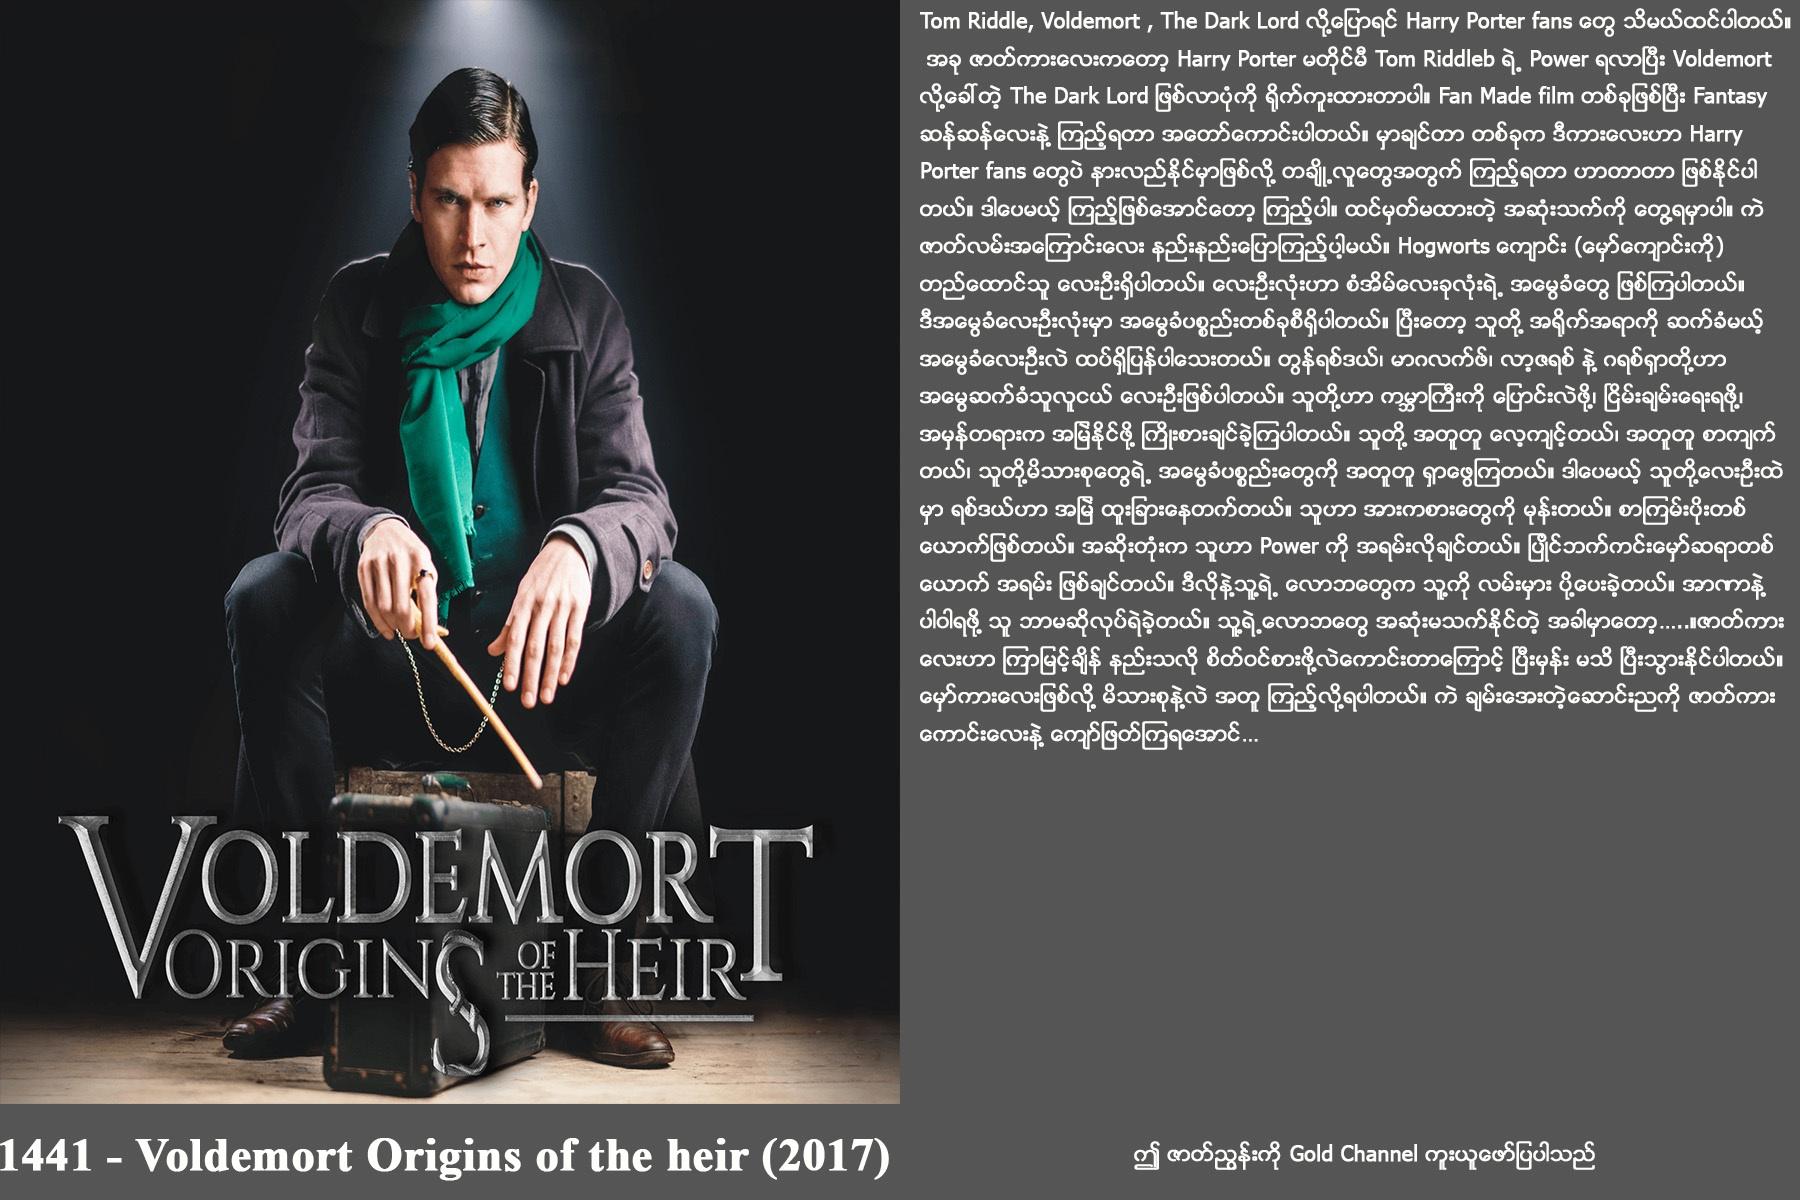 VOLDEMORT
ORIGINS OF THE HEIR
1441 - Voldemort Origins of the heir (2017)
Tom Riddle, Voldemort , The Dark Lord လို့ပြောရင် Harry Porter fans တွေ သိမယ်ထင်ပါတယ်။
အခု ဇာတ်ကားလေးကတော့ Harry Porter မတိုင်မီ Tom Riddleb ရဲ့ Power ရလာပြီး Voldemort
လို့ခေါ်တဲ့ The Dark Lord ဖြစ်လာပုံကို ရိုက်ကူးထားတာပါ။ Fan Made film တစ်ခုဖြစ်ပြီး Fantasy
ဆန်ဆန်လေးနဲ့ ကြည့်ရတာ အတော်ကောင်းပါတယ်။ မှာချင်တာ တစ်ခုက ဒီကားလေးဟာ Harry
Porter fans တွေပဲ နားလည်နိုင်မှာဖြစ်လို့ တချို့လူတွေအတွက် ကြည့်ရတာ ဟာတာတာ ဖြစ်နိုင်ပါ
တယ်။ ဒါပေမယ့် ကြည့်ဖြစ်အောင်တော့ ကြည့်ပါ။ ထင်မှတ်မထားတဲ့ အဆုံးသက်ကို တွေ့ရမှာပါ။ ကဲ
ဇာတ်လမ်းအကြောင်းလေး နည်းနည်းပြောကြည့်ပါ့မယ်။ Hogworts ကျောင်း (မှော်ကျောင်းကို)
တည်ထောင်သူ လေးဦးရှိပါတယ်။ လေးဦးလုံးဟာ စံအိမ်လေးခုလုံးရဲ့ အမွေခံတွေ ဖြစ်ကြပါတယ်။
ဒီအမွေခံလေးဦးလုံးမှာ အမွေခံပစ္စည်းတစ်ခုစီရှိပါတယ်။ ပြီးတော့ သူတို့ အရိုက်အရာကို ဆက်ခံမယ့်
အမွေခံလေးဦးလဲ ထပ်ရှိပြန်ပါသေးတယ်။ တွန်ရစ်ဒယ်၊ မာဂလက်ဖ်၊ လာ့ဇရစ် နဲ့ ဂရစ်ရှာတို့ဟာ
အမွေဆက်ခံသူလူငယ် လေးဦးဖြစ်ပါတယ်။ သူတို့ဟာ ကမ္ဘာကြီးကို ပြောင်းလဲဖို့၊ ငြိမ်းချမ်းရေးရဖို့၊
အမှန်တရားက အမြဲနိုင်ဖို့ ကြိုးစားချင်ခဲ့ကြပါတယ်။ သူတို့ အတူတူ လေ့ကျင့်တယ်၊ အတူတူ စာကျက်
တယ်၊ သူတို့မိသားစုတွေရဲ့ အမွေခံပစ္စည်းတွေကို အတူတူ ရှာဖွေကြတယ်။ ဒါပေမယ့် သူတို့လေးဦးထဲ
မှာ ရစ်ဒယ်ဟာ အမြဲ ထူးခြားနေတက်တယ်။ သူဟာ အားကစားတွေကို မုန်းတယ်။ စာကြမ်းပိုးတစ်
ယောက်ဖြစ်တယ်။ အဆိုးတုံးက သူဟာ Power ကို အရမ်းလိုချင်တယ်။ ပြိုင်ဘက်ကင်းမှော်ဆရာတစ်
ယောက် အရမ်း ဖြစ်ချင်တယ်။ ဒီလိုနဲ့သူ့ရဲ့ လောဘတွေက သူ့ကို လမ်းမှား ပို့ပေးခဲ့တယ်။ အာဏာနဲ့
ပါဝါရဖို့ သူ ဘာမဆိုလုပ်ရဲခဲ့တယ်။ သူ့ရဲ့လောဘတွေ အဆုံးမသက်နိုင်တဲ့ အခါမှာတော့.....။ဇာတ်ကား
လေးဟာ ကြာမြင့်ချိန် နည်းသလို စိတ်ဝင်စားဖို့လဲကောင်းတာကြောင့် ပြီးမှန်း မသိ ပြီးသွားနိုင်ပါတယ်။
မှော်ကားလေးဖြစ်လို့ မိသားစုနဲ့လဲ အတူ ကြည့်လို့ရပါတယ်။ ကဲ ချမ်းအေးတဲ့ဆောင်းညကို ဇာတ်ကား
ကောင်းလေးနဲ့ ကျော်ဖြတ်ကြရအောင်...
ဤ ဇာတ်ညွှန်းကို Gold Channel ကူးယူဖော်ပြပါသည်